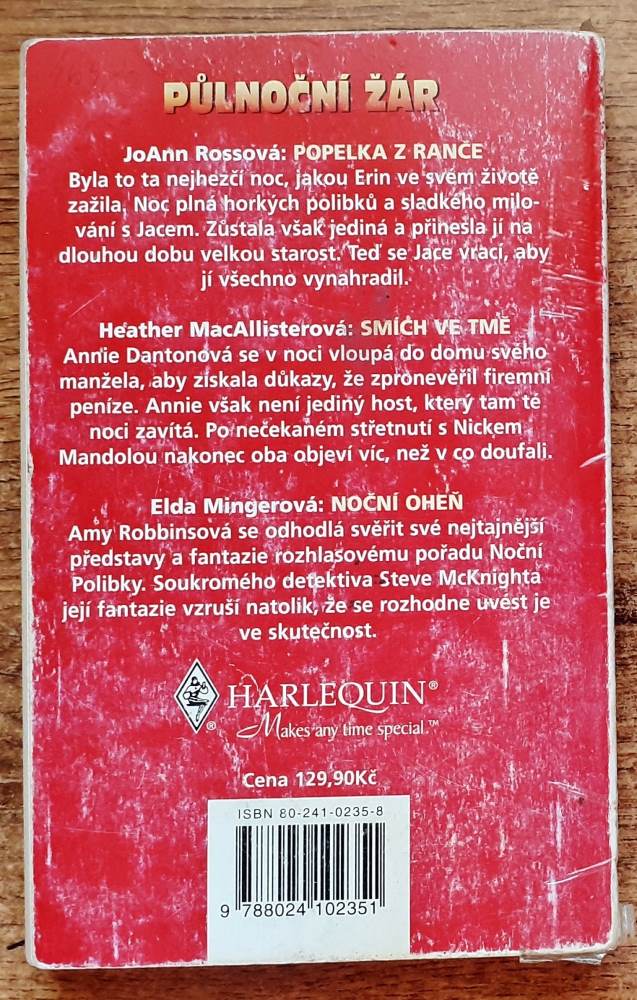 PŮLNOČNÍ ŽÁR
JoAnn Rossová: POPELKA Z RANČE
Byla to ta nejhezčí noc, jakou Erin ve svém životě
zažila. Noc plná horkých polibků a sladkého milo-
vání s Jacem. Zůstala však jediná a přinesla jí na
dlouhou dobu velkou starost. Teď se Jace vrací, aby
jí všechno vynahradil.
Heather MacAllisterová: SMÍCH VE TMĚ
Annie Dantonová se v noci vloupá do domu svého
manžela, aby získala důkazy, že zpronevěřil firemní
peníze. Annie však není jediný host, který tam té
noci zavítá. Po nečekaném střetnutí s Nickem
Mandolou nakonec oba objeví víc, než v co doufali.
Elda Mingerová: NOČNÍ OHEŇ
Amy Robbinsová se odhodlá svěřit své nejtajnější
představy a fantazie rozhlasovému pořadu Noční
Polibky. Soukromého detektiva Steve McKnighta
její fantazie vzruší natolik, že se rozhodne uvést je
ve skutečnost.
HARLEQUIN®
®
Makes any time special™
Cena 129,90Kč
ISBN 80-241-0235-8
9 788024 102351